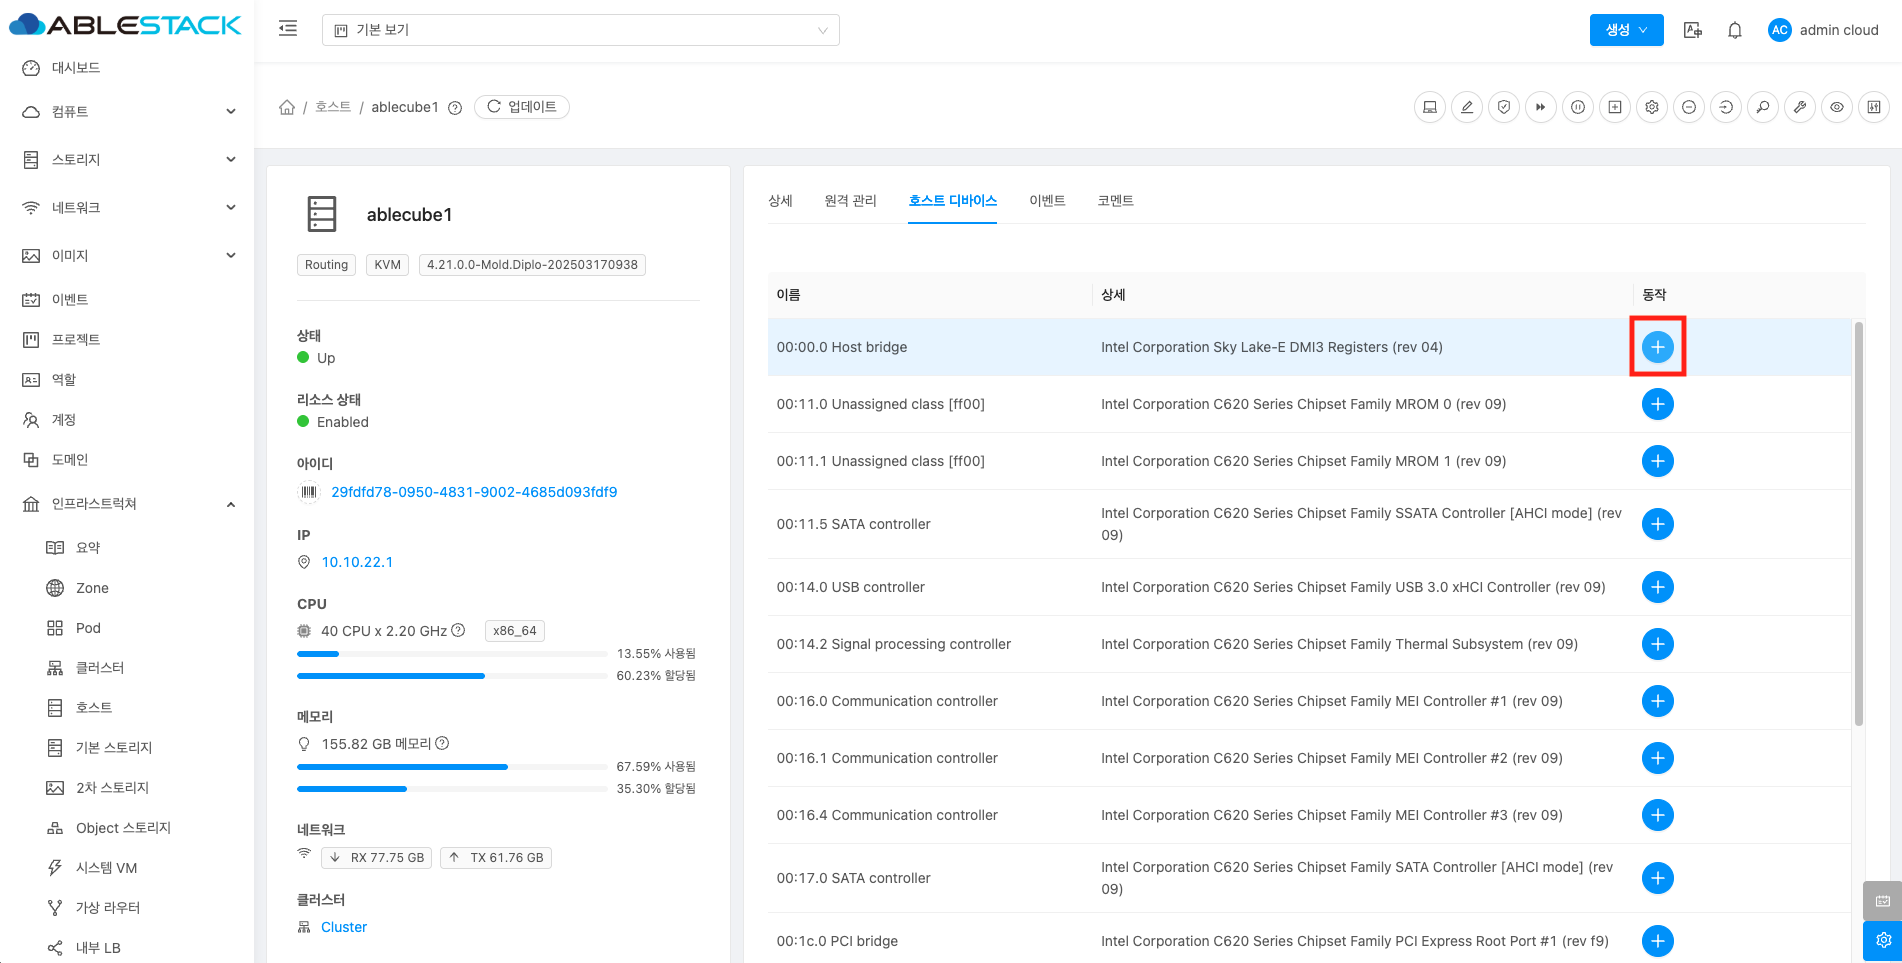 ABLESTACK
기본 보기
생성
AC admin cloud
대시보드
컴퓨트
스토리지
네트워크
이미지
이벤트
프로젝트
역할
계정
도메인
인프라스트럭쳐
요약
Zone
Pod
클러스터
호스트
기본 스토리지
2차 스토리지
Object 스토리지
시스템 VM
가상 라우터
내부 LB
/ 호스트 / ablecube1 업데이트
ablecube1
Routing KVM 4.21.0.0-Mold.Diplo-202503170938
상태
Up
리소스 상태
Enabled
아이디
29fdfd78-0950-4831-9002-4685d093fdf9
IP
10.10.22.1
CPU
40 CPU x 2.20 GHz x86_64
13.55% 사용됨
60.23% 할당됨
메모리
155.82 GB 메모리
67.59% 사용됨
35.30% 할당됨
네트워크
RX 77.75 GB TX 61.76 GB
클러스터
Cluster
상세 원격 관리 호스트 디바이스 이벤트 코멘트
이름 상세 동작
00:00.0 Host bridge Intel Corporation Sky Lake-E DMI3 Registers (rev 04)
00:11.0 Unassigned class [ff00] Intel Corporation C620 Series Chipset Family MROM 0 (rev 09)
00:11.1 Unassigned class [ff00] Intel Corporation C620 Series Chipset Family MROM 1 (rev 09)
00:11.5 SATA controller Intel Corporation C620 Series Chipset Family SSATA Controller [AHCI mode] (rev
09)
00:14.0 USB controller Intel Corporation C620 Series Chipset Family USB 3.0 xHCI Controller (rev 09)
00:14.2 Signal processing controller Intel Corporation C620 Series Chipset Family Thermal Subsystem (rev 09)
00:16.0 Communication controller Intel Corporation C620 Series Chipset Family MEI Controller #1 (rev 09)
00:16.1 Communication controller Intel Corporation C620 Series Chipset Family MEI Controller #2 (rev 09)
00:16.4 Communication controller Intel Corporation C620 Series Chipset Family MEI Controller #3 (rev 09)
00:17.0 SATA controller Intel Corporation C620 Series Chipset Family SATA Controller [AHCI mode] (rev
09)
00:1c.0 PCI bridge Intel Corporation C620 Series Chipset Family PCI Express Root Port #1 (rev f9)